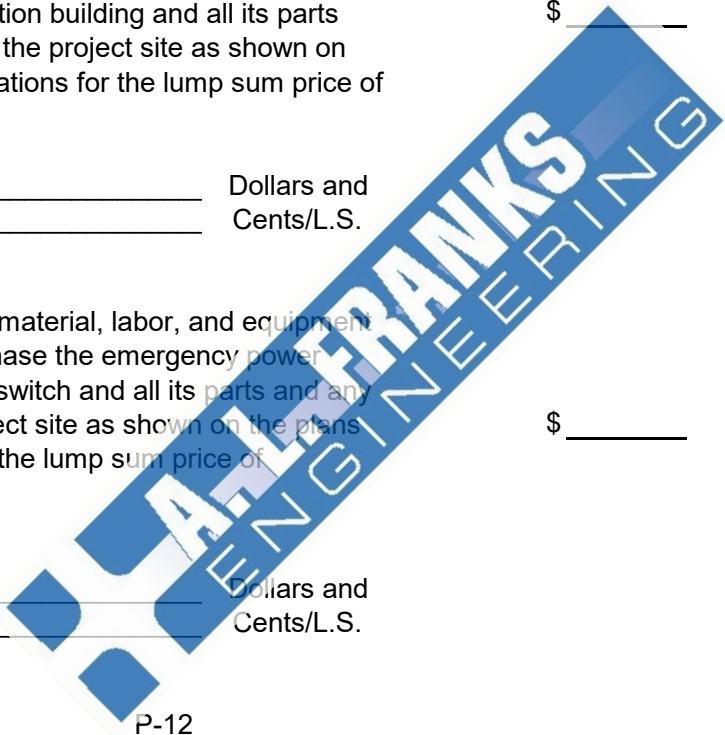 tion building and all its parts $
the project site as shown on
ations for the lump sum price of
Dollars and
Cents/L.S.
material, labor, and equipment
ase the emergency power
switch and all its parts and any
ect site as shown on the plans $
the lump sum price of
Dollars and
Cents/L.S.
A.L. FRANKS
ENGINEERING
P-12